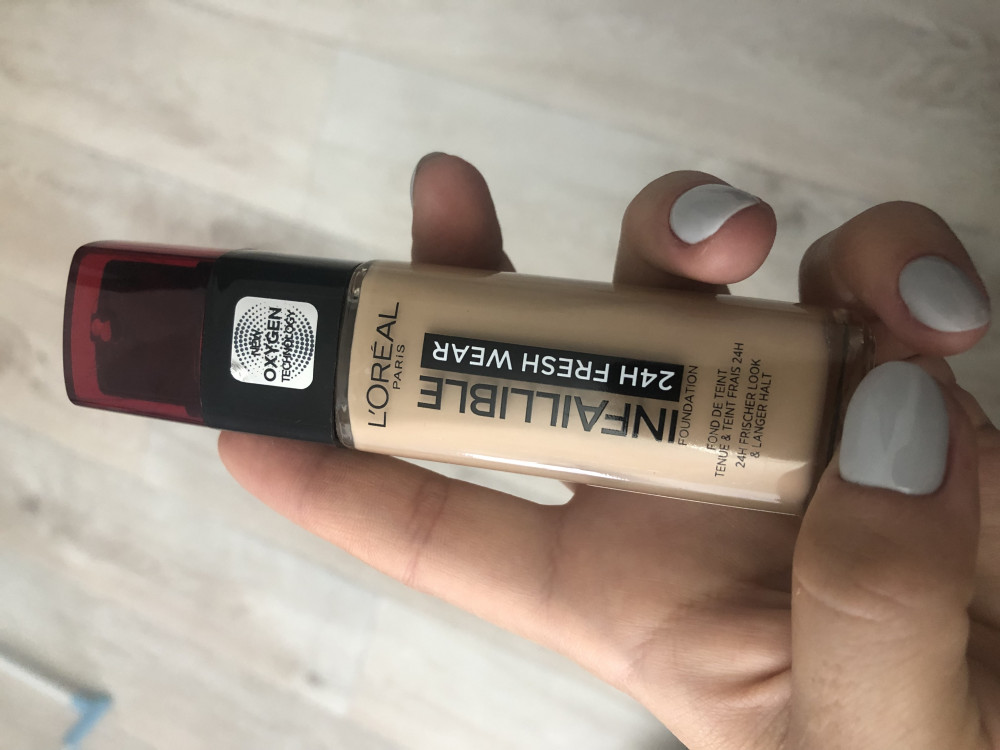 NEW
OXYGEN
TECHNOLOGY
L'ORÉAL
PARIS
INFAILLIBLE
24H FRESH WEAR
FOUNDATION
FOND DE TEINT
TENUE & TEINT FRAIS 24H
24H FRISCHER LOOK
& LANGER HALT